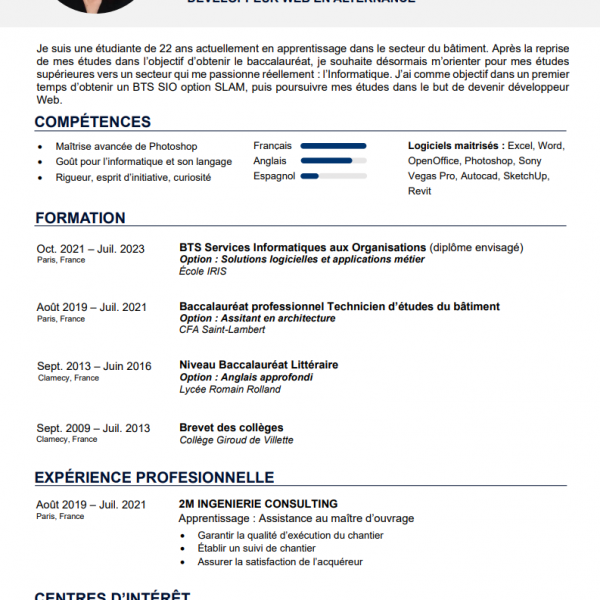 DÉVELOPPEUR WEB EN ALTERNANCE
Je suis une étudiante de 22 ans actuellement en apprentissage dans le secteur du bâtiment. Après la reprise
de mes études dans l'objectif d'obtenir le baccalauréat, je souhaite désormais m'orienter pour mes études
supérieures vers un secteur qui me passionne réellement : l'Informatique. J'ai comme objectif dans un premier
temps d'obtenir un BTS SIO option SLAM, puis poursuivre mes études dans le but de devenir développeur
Web.
COMPÉTENCES
• Maîtrise avancée de Photoshop
• Goût pour l'informatique et son langage
• Rigueur, esprit d'initiative, curiosité
Francais
Anglais
Espagnol
Logiciels maitrisés : Excel, Word,
OpenOffice, Photoshop, Sony
Vegas Pro, Autocad, SketchUp,
Revit
FORMATION
Oct. 2021 – Juil. 2023
Paris, France
BTS Services Informatiques aux Organisations (diplôme envisagé)
Option : Solutions logicielles et applications métier
École IRIS
Août 2019 – Juil. 2021
Paris, France
Baccalauréat professionnel Technicien d'études du bâtiment
Option : Assitant en architecture
CFA Saint-Lambert
Sept. 2013 – Juin 2016
Clamecy, France
Niveau Baccalauréat Littéraire
Option : Anglais approfondi
Lycée Romain Rolland
Sept. 2009 – Juil. 2013
Clamecy, France
Brevet des collèges
Collège Giroud de Villette
EXPÉRIENCE PROFESIONNELLE
Août 2019 – Juil. 2021
Paris, France
2M INGENIERIE CONSULTING
Apprentissage : Assistance au maître d'ouvrage
• Garantir la qualité d'exécution du chantier
• Établir un suivi de chantier
• Assurer la satisfaction de l'acquéreur
CENTRES D'INTÉRÊT